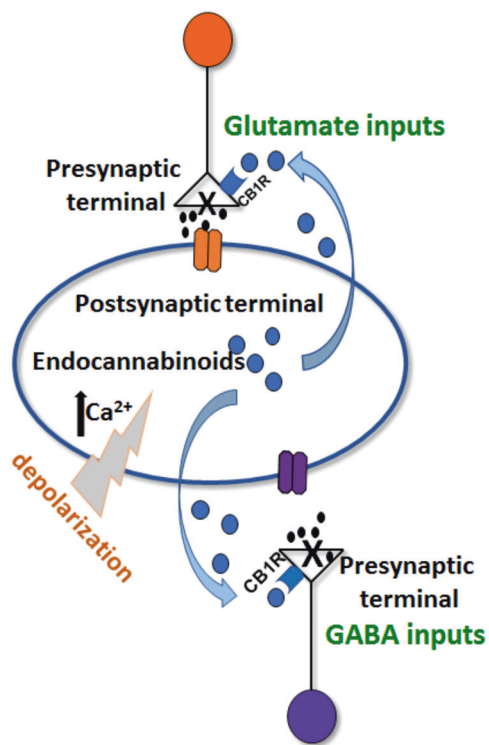 Glutamate inputs
Presynaptic
terminal
CB1R
X
Postsynaptic terminal
Endocannabinoids
Ca²⁺
depolarization
CB1R
X
Presynaptic
terminal
GABA inputs